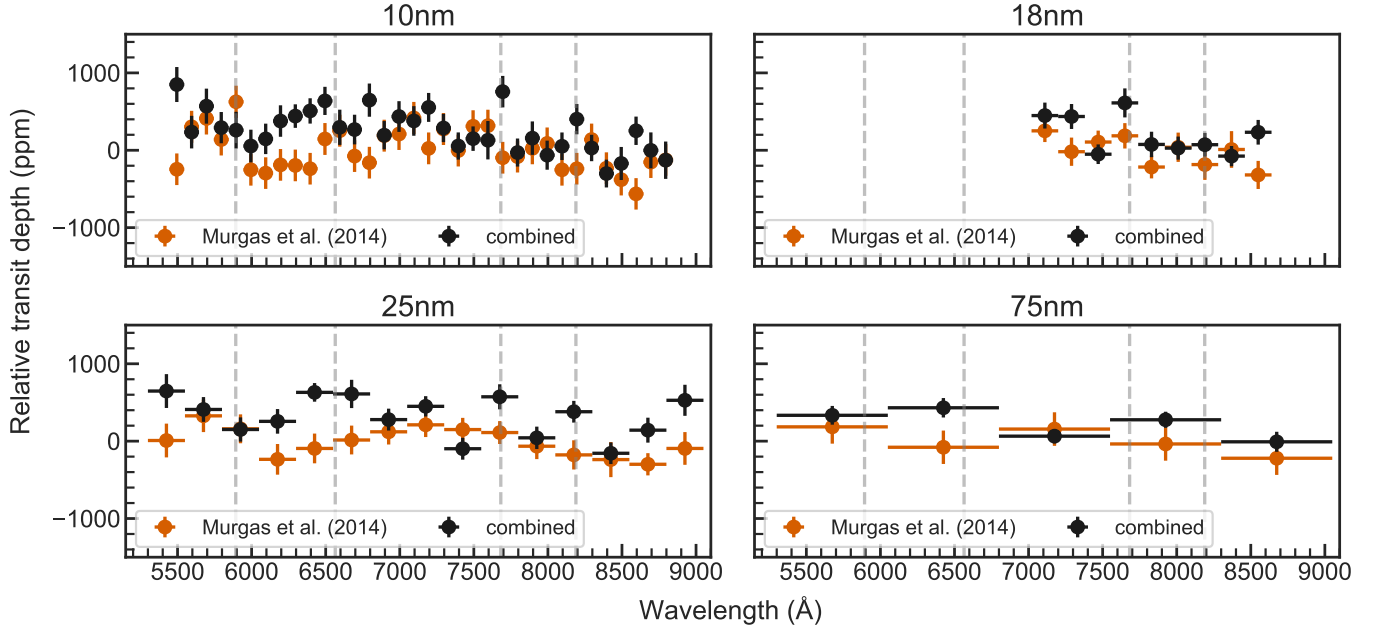 10nm
18nm
1000
0
−1000
Murgas et al. (2014)
combined
Murgas et al. (2014)
combined
Relative transit depth (ppm)
25nm
75nm
1000
0
−1000
Murgas et al. (2014)
combined
Murgas et al. (2014)
combined
5500 6000 6500 7000 7500 8000 8500 9000
5500 6000 6500 7000 7500 8000 8500 9000
Wavelength (Å)